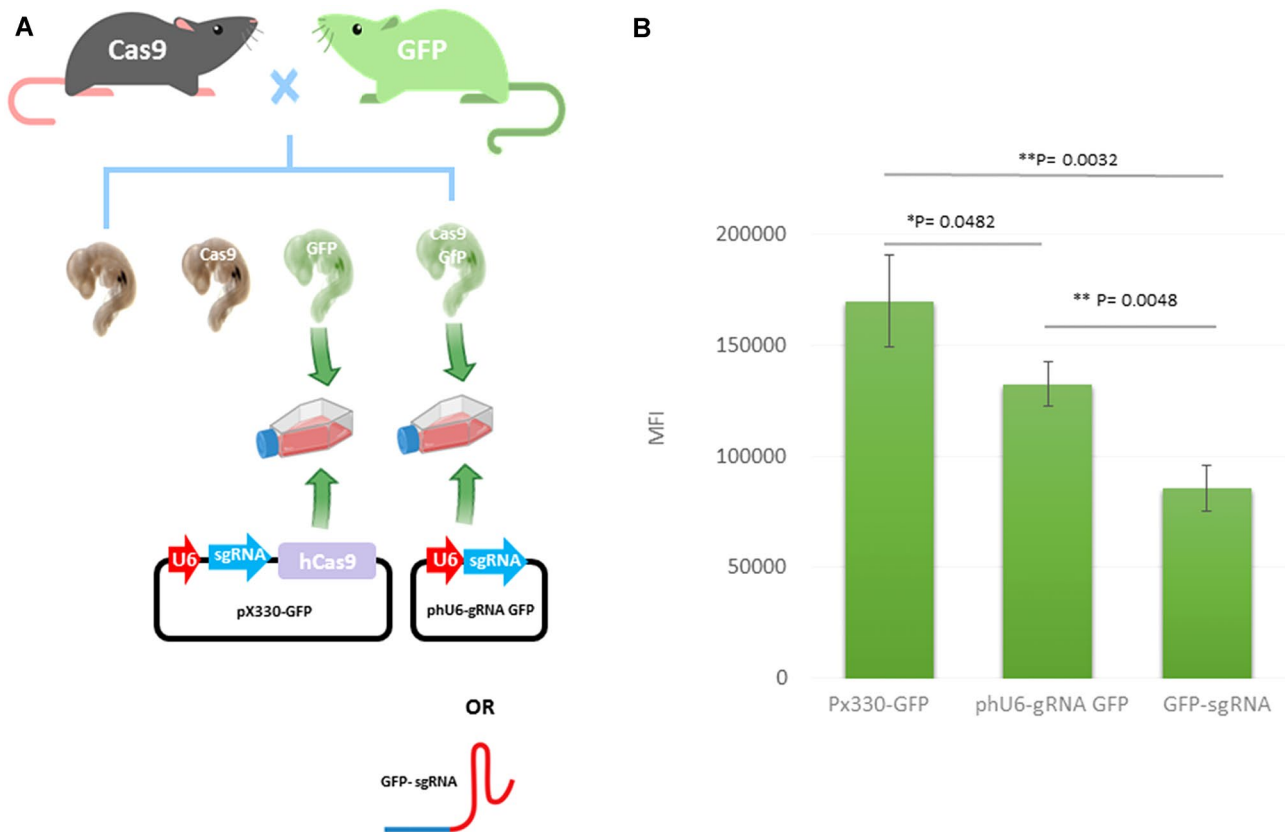 A
Cas9
GFP
Cas9
GFP
Cas9
GfP
U6
sgRNA
hCas9
pX330-GFP
U6
sgRNA
phU6-gRNA GFP
OR
GFP- sgRNA
B
**P= 0.0032
*P= 0.0482
** P= 0.0048
200000
150000
100000
50000
0
MFI
Px330-GFP
phU6-gRNA GFP
GFP-sgRNA